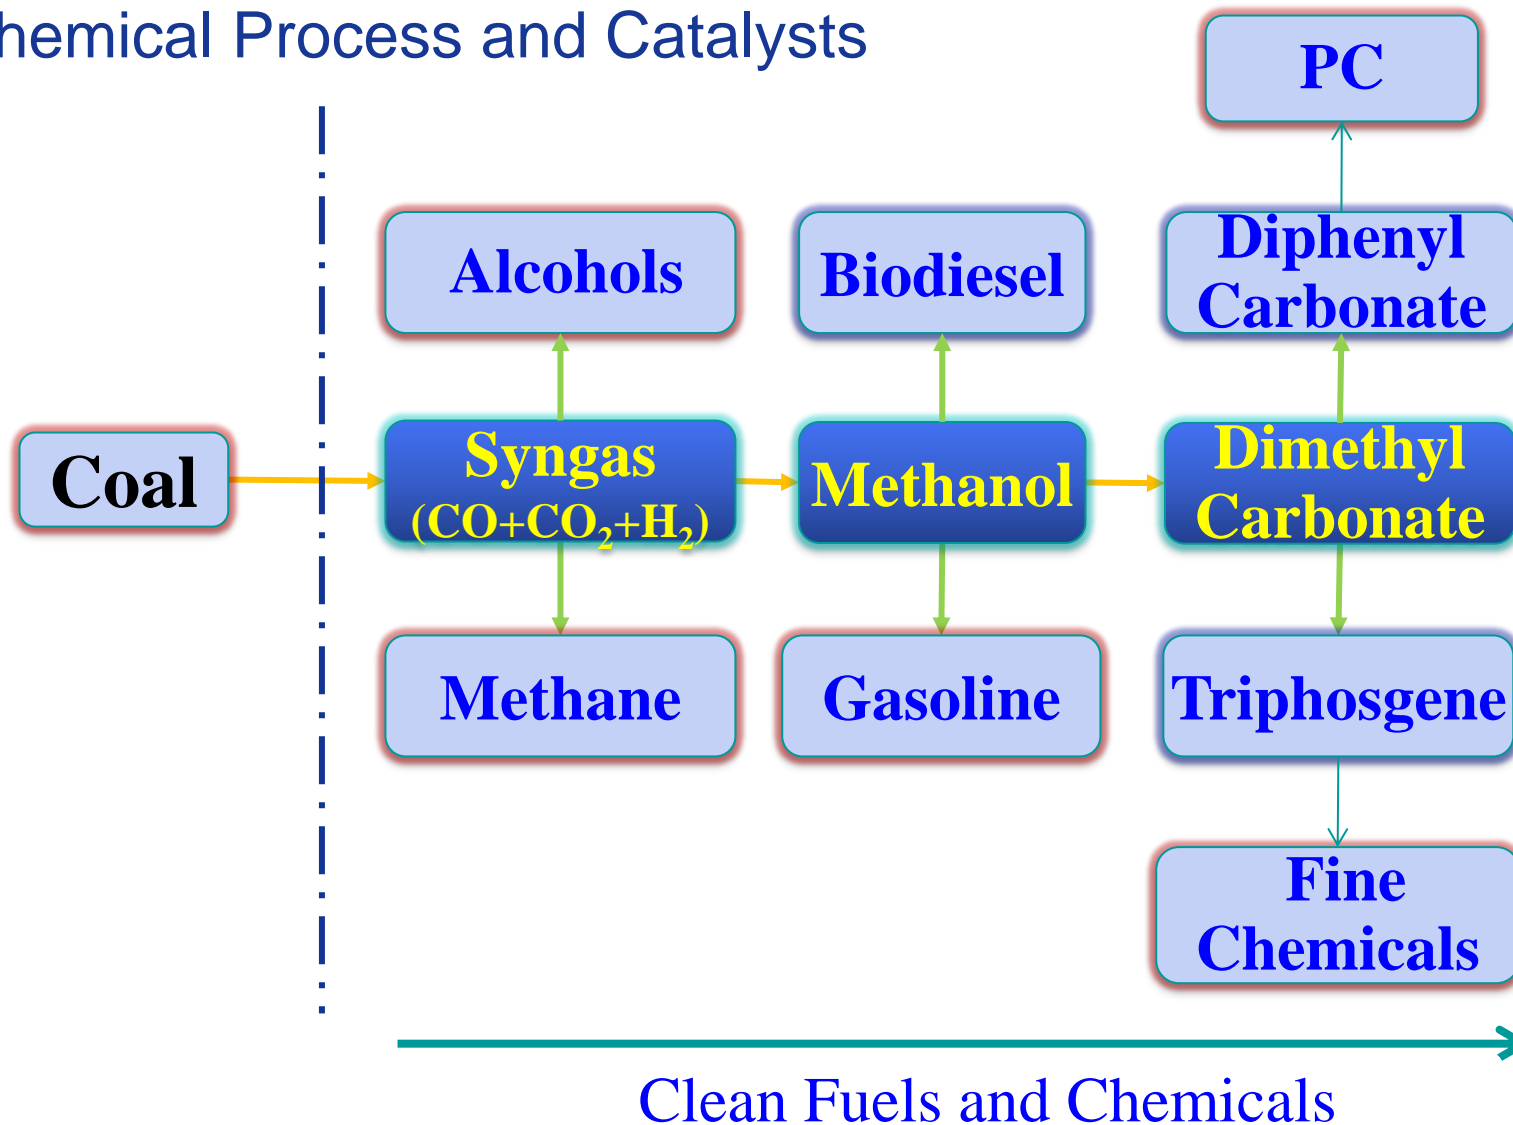 hemical Process and Catalysts
PC
Alcohols
Biodiesel
Diphenyl
Carbonate
Coal
Syngas
(CO+CO₂+H₂)
Methanol
Dimethyl
Carbonate
Methane
Gasoline
Triphosgene
Fine
Chemicals
Clean Fuels and Chemicals